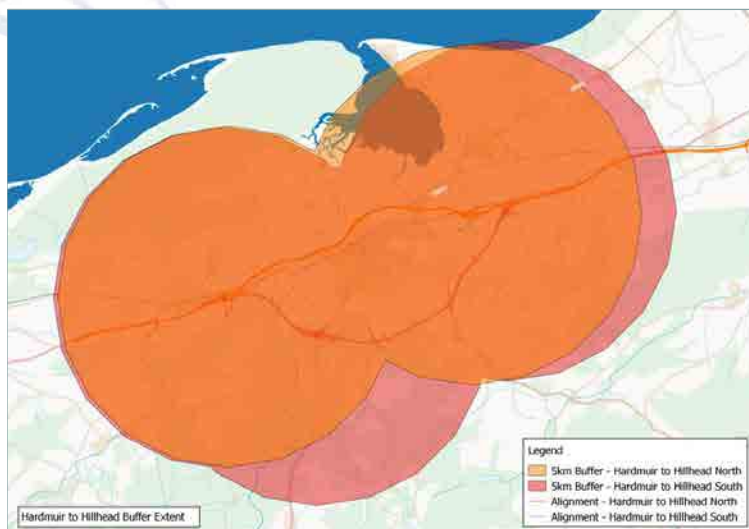 Legend
5km Buffer - Hardmuir to Hillhead North
5km Buffer - Hardmuir to Hillhead South
Alignment - Hardmuir to Hillhead North
Alignment - Hardmuir to Hillhead South
Hardmuir to Hillhead Buffer Extent